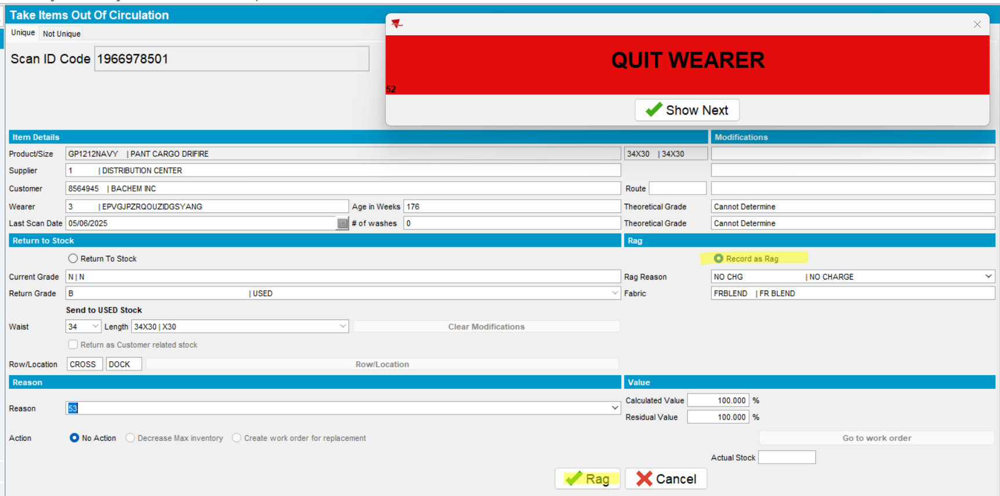 Take Items Out Of Circulation
Unique Not Unique
Scan ID Code 1966978501
QUIT WEARER
52
Show Next
Item Details Modifications
Product/Size GP1212NAVY | PANT CARGO DRIFIRE 34X30 | 34X30
Supplier 1 | DISTRIBUTION CENTER
Customer 8564945 | BACHEM INC Route
Wearer 3 | EPVGJPZRQOUZIDGSYANG Age in Weeks 176 Theoretical Grade Cannot Determine
Last Scan Date 05/06/2025 16 # of washes 0 Theoretical Grade Cannot Determine
Return to Stock Rag
Return To Stock Record as Rag
Current Grade N | N Rag Reason NO CHG | NO CHARGE
Return Grade B | USED Fabric FRBLEND | FR BLEND
Send to USED Stock
Waist 34 Length 34X30 | X30 Clear Modifications
Return as Customer related stock
Row/Location CROSS DOCK Row/Location
Reason Value
Calculated Value 100.000 %
Reason 53
Residual Value 100.000 %
Action No Action Decrease Max inventory Create work order for replacement Go to work order
Actual Stock
Rag Cancel